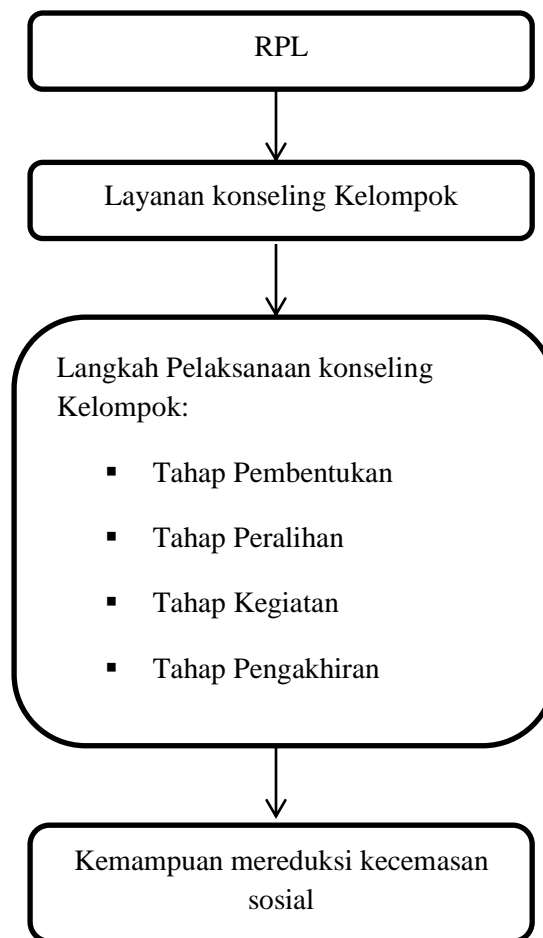 RPL
Layanan konseling Kelompok
Langkah Pelaksanaan konseling
Kelompok:
▪ Tahap Pembentukan
▪ Tahap Peralihan
▪ Tahap Kegiatan
▪ Tahap Pengakhiran
Kemampuan mereduksi kecemasan
sosial